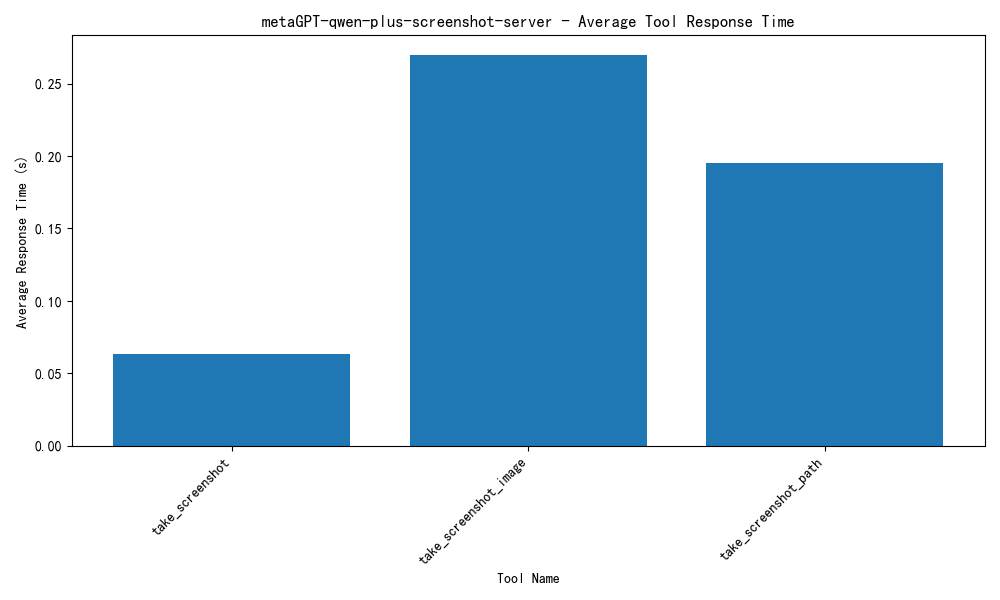 metaGPT-qwen-plus-screenshot-server - Average Tool Response Time
Average Response Time (s)
0.25
0.20
0.15
0.10
0.05
0.00
take_screenshot
take_screenshot_image
take_screenshot_path
Tool Name